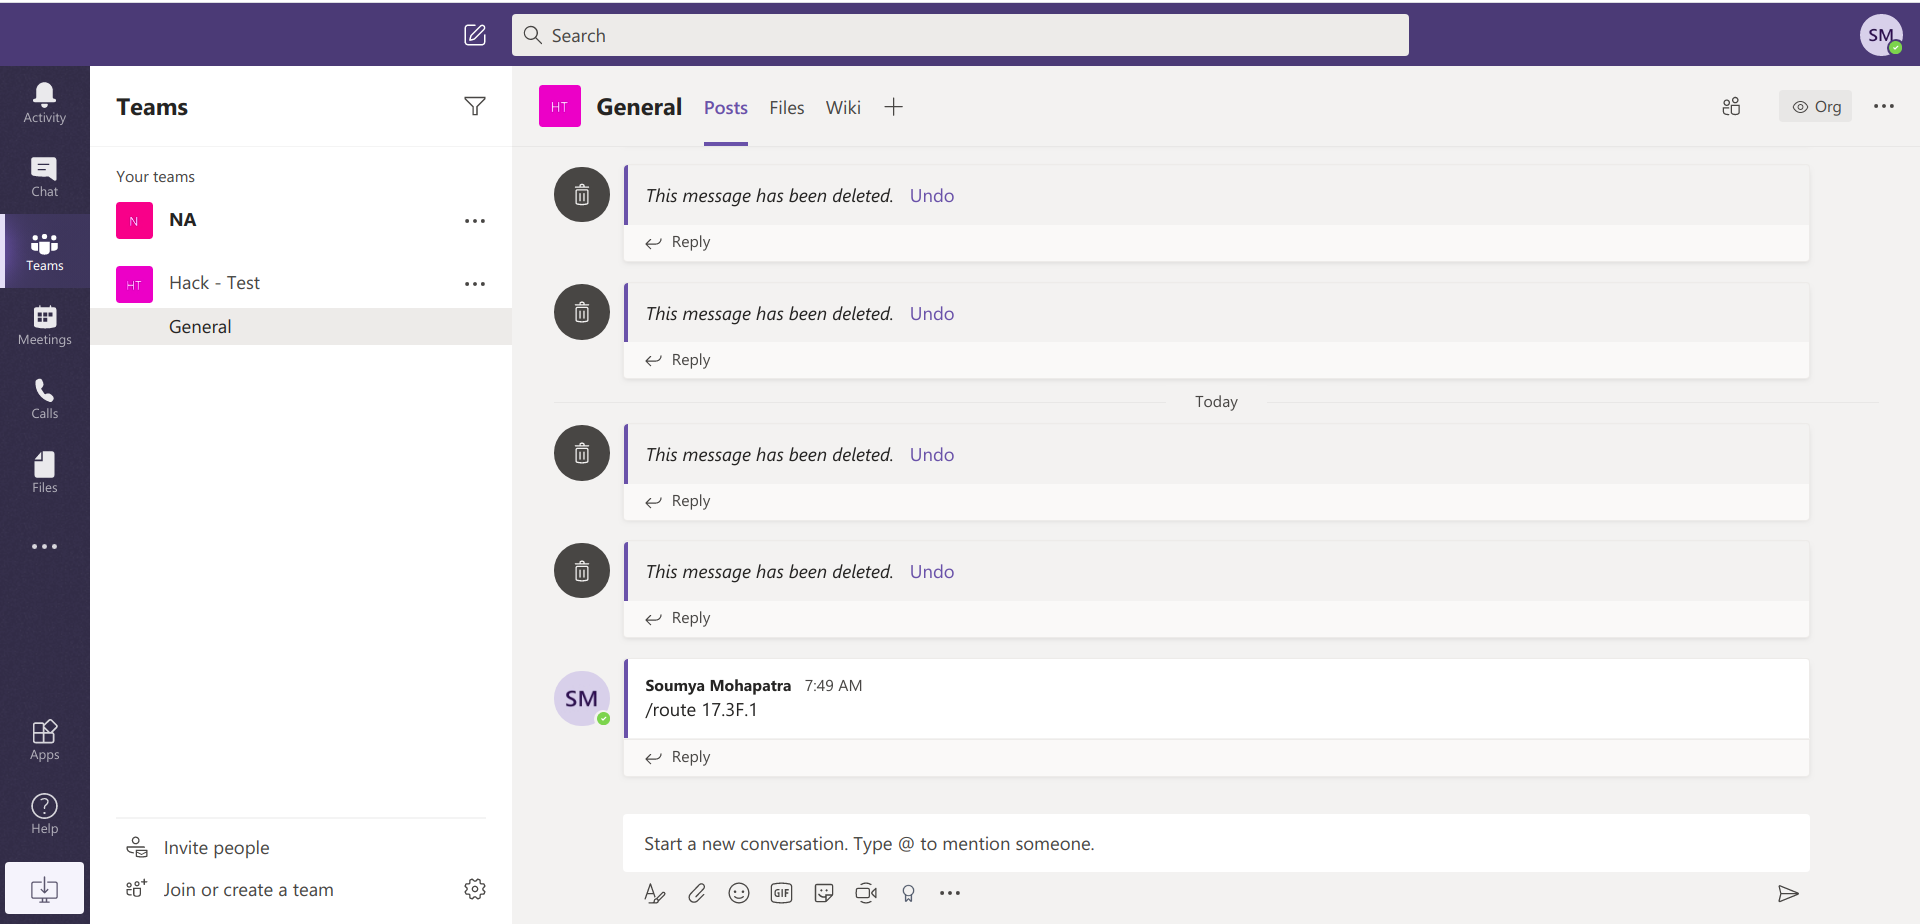 Search
SM
Activity
Chat
Teams
Meetings
Calls
Files
Apps
Help
Teams
Your teams
N NA
HT Hack - Test
General
Invite people
Join or create a team
HT General Posts Files Wiki
Org
This message has been deleted. Undo
Reply
This message has been deleted. Undo
Reply
Today
This message has been deleted. Undo
Reply
This message has been deleted. Undo
Reply
SM
Soumya Mohapatra 7:49 AM
/route 17.3F.1
Reply
Start a new conversation. Type @ to mention someone.
GIF